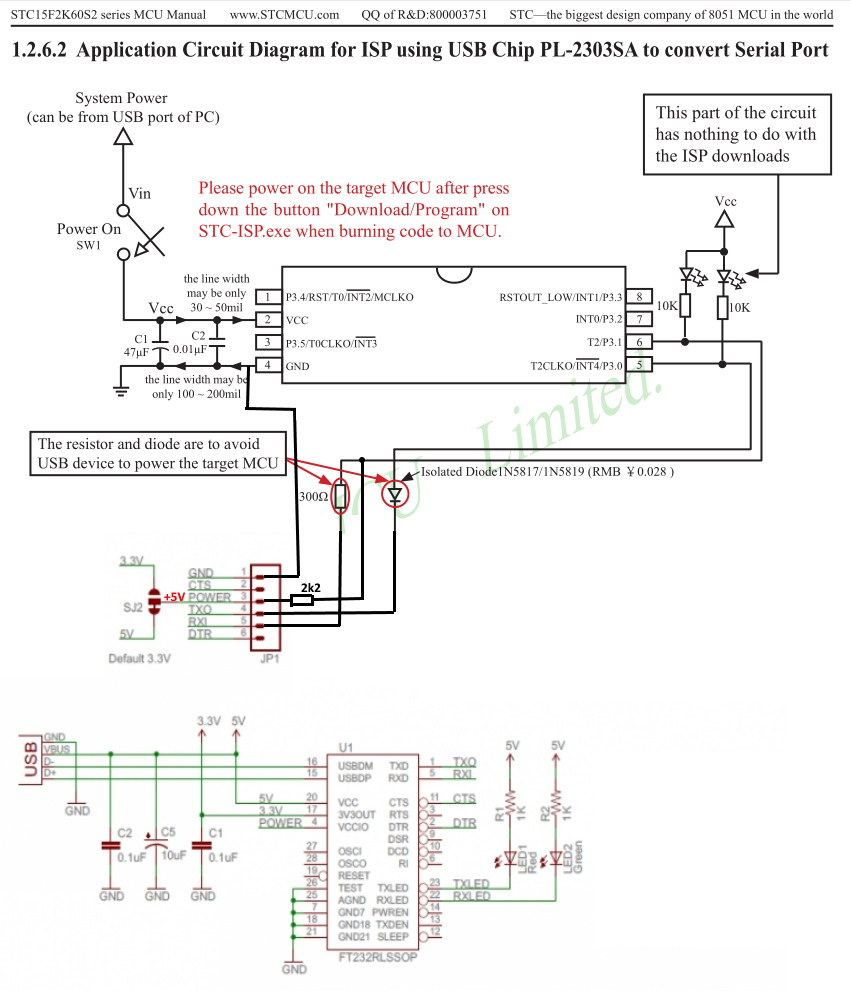 STC15F2K60S2 series MCU Manual www.STCMCU.com QQ of R&D:800003751 STC—the biggest design company of 8051 MCU in the world
1.2.6.2 Application Circuit Diagram for ISP using USB Chip PL-2303SA to convert Serial Port
System Power
(can be from USB port of PC)
This part of the circuit
has nothing to do with
the ISP downloads
Vin
Power On
SW1
Please power on the target MCU after press
down the button "Download/Program" on
STC-ISP.exe when burning code to MCU.
Vcc
the line width
may be only
30 ~ 50mil
Vcc
C1
47μF
C2
0.01μF
1 P3.4/RST/T0/INT2/MCLKO
2 VCC
3 P3.5/T0CLKO/INT3
4 GND
RSTOUT_LOW/INT1/P3.3 8
INT0/P3.2 7
T2/P3.1 6
T2CLKO/INT4/P3.0 5
10K
10K
the line width may be
only 100 ~ 200mil
Limited.
The resistor and diode are to avoid
USB device to power the target MCU
300Ω
Isolated Diode1N5817/1N5819 (RMB ¥0.028 )
3.3V
SJ2
5V
Default 3.3V
GND 1
CTS 2
+5V POWER 3
TXO 4
RXI 5
DTR 6
JP1
2k2
USB
GND
VBUS
D-
D+
GND
3.3V 5V
C2
0.1uF
C5
10uF
C1
0.1uF
GND GND GND
U1
16 USBDM TXD 1 TXO
15 USBDP RXD 5 RXI
5V 20 VCC CTS 11 CTS
3.3V 17 3V3OUT RTS 3
POWER 4 VCCIO DTR 2 DTR
DSR 9
27 OSCI DCD 10
28 OSCO RI 6
19 RESET
26 TEST TXLED 23 TXLED
25 AGND RXLED 22 RXLED
7 GND7 PWREN 14
18 GND18 TXDEN 13
21 GND21 SLEEP 12
FT232RLSSOP
GND
5V 5V
R1
1K
R2
1K
LED1
Red
LED2
Green